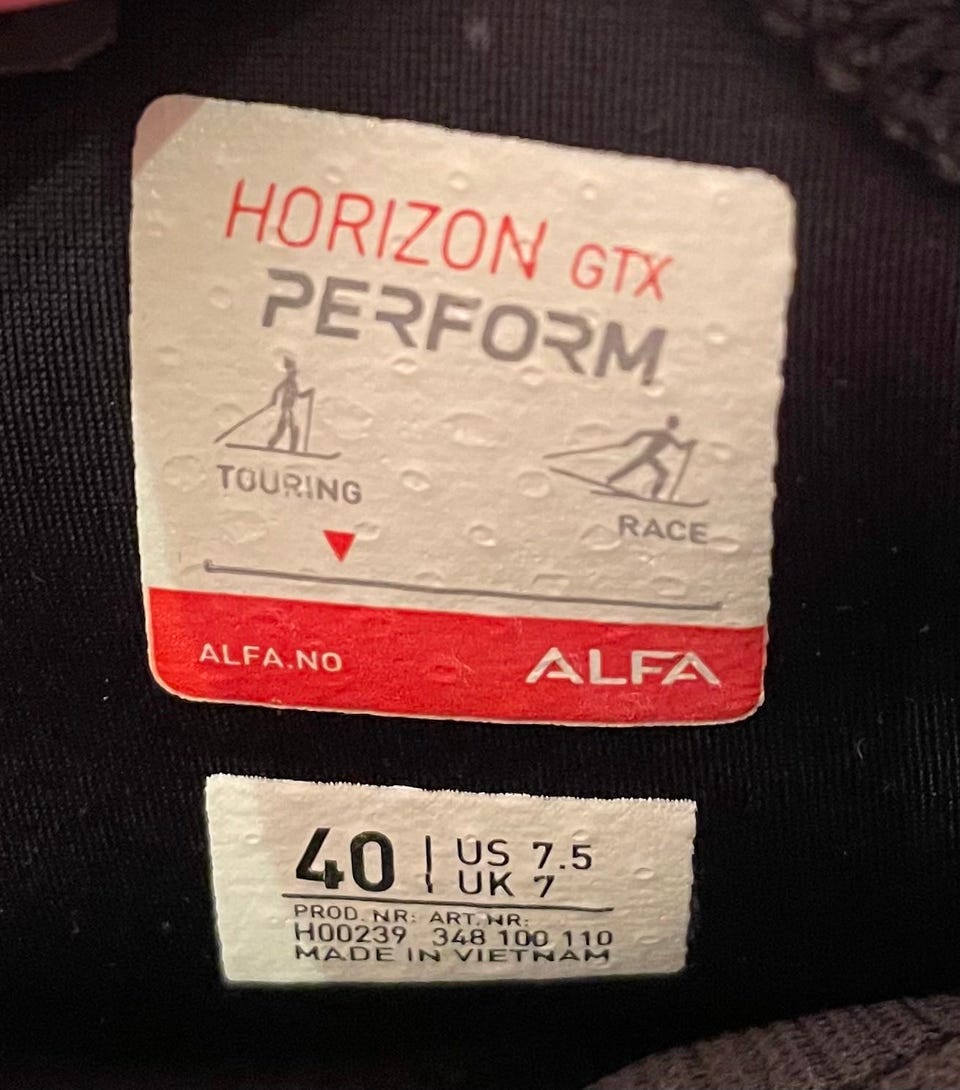 HORIZON GTX
PERFORM
TOURING
RACE
ALFA.NO ALFA
40 | US 7.5
UK 7
PROD. NR: ART. NR:
H00239 348 100 110
MADE IN VIETNAM